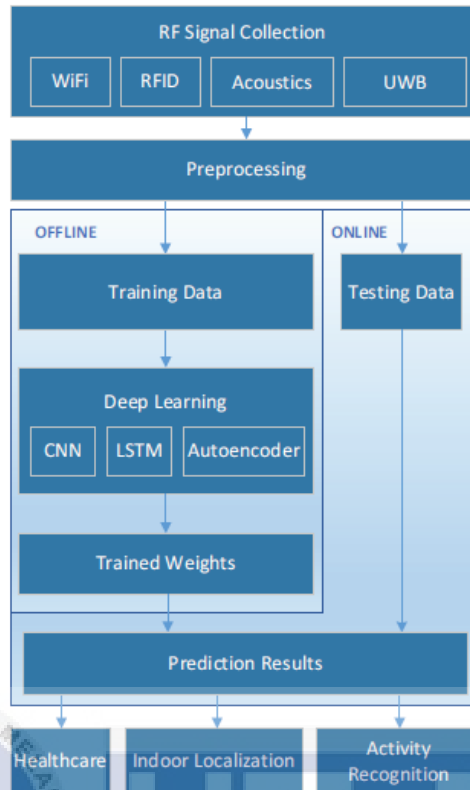 RF Signal Collection
WiFi
RFID
Acoustics
UWB
Preprocessing
OFFLINE
ONLINE
Training Data
Testing Data
Deep Learning
CNN
LSTM
Autoencoder
Trained Weights
Prediction Results
Healthcare
Indoor Localization
Activity
Recognition